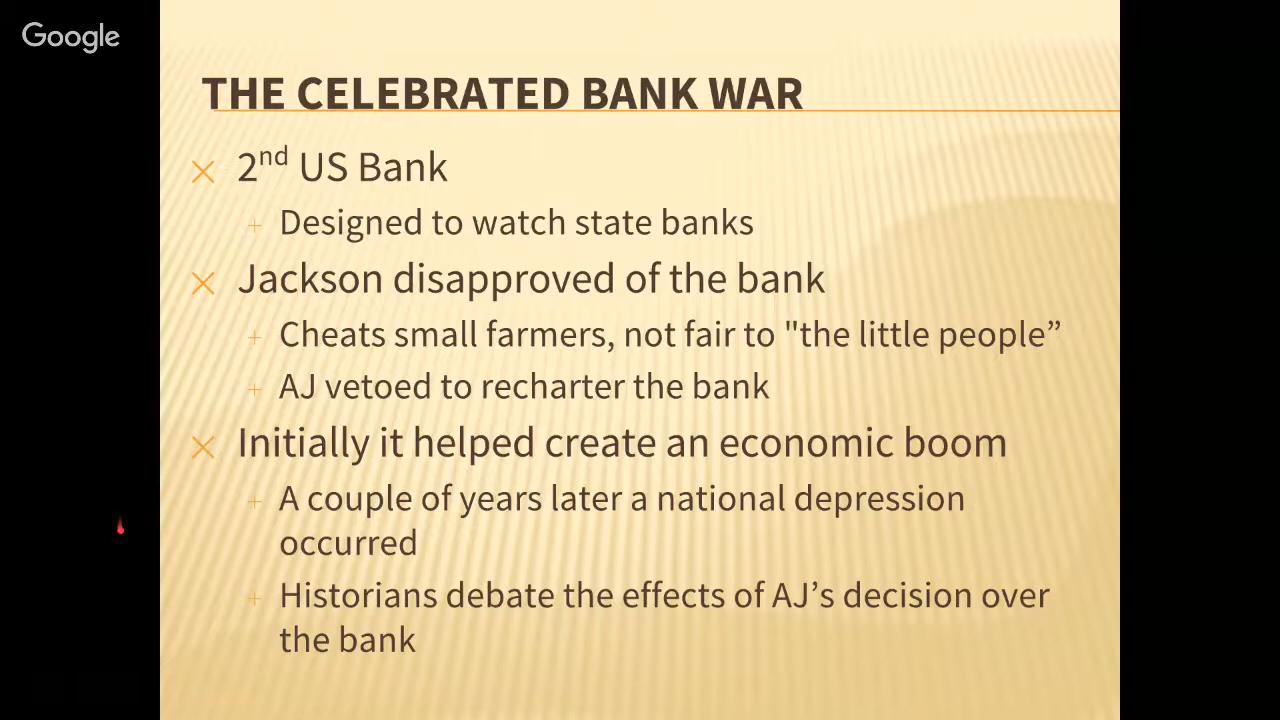 Google
THE CELEBRATED BANK WAR
2nd US Bank
Designed to watch state banks
Jackson disapproved of the bank
Cheats small farmers, not fair to "the little people”
AJ vetoed to recharter the bank
Initially it helped create an economic boom
A couple of years later a national depression
occurred
Historians debate the effects of AJ’s decision over
the bank